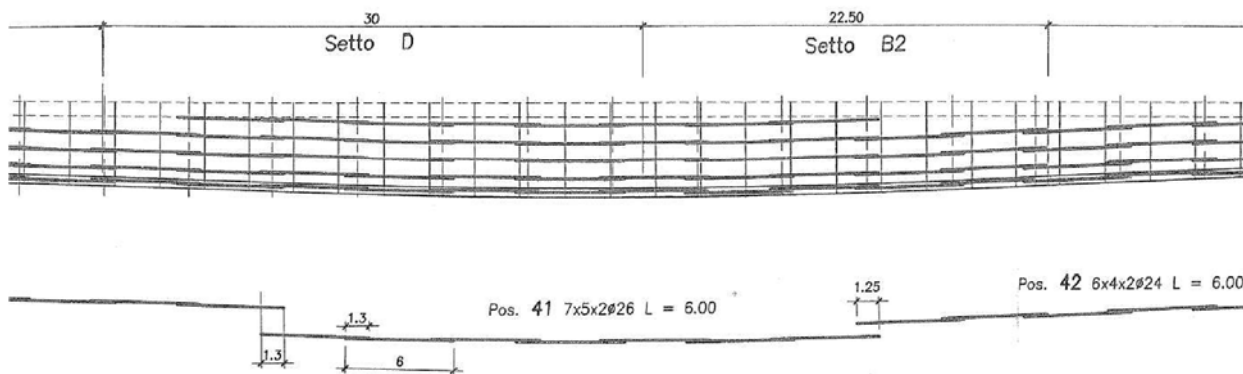 30
22.50
Setto D
Setto B2
1.25
Pos. 42 6x4x2ø24 L = 6.00
Pos. 41 7x5x2ø26 L = 6.00
1.3
1.3
6